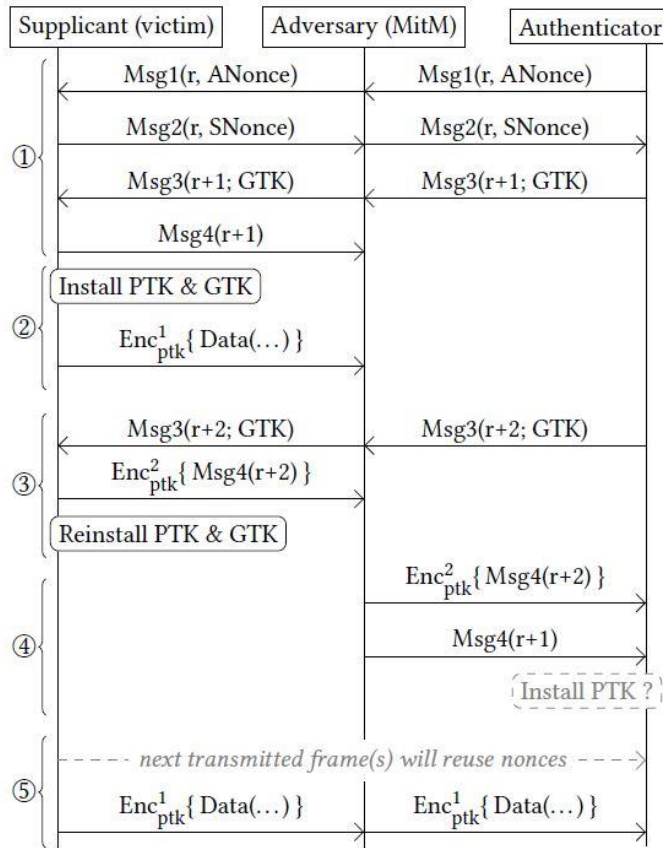 Supplicant (victim) Adversary (MitM) Authenticator
Msg1(r, ANonce) Msg1(r, ANonce)
Msg2(r, SNonce) Msg2(r, SNonce)
①
Msg3(r+1; GTK) Msg3(r+1; GTK)
Msg4(r+1)
Install PTK & GTK
②
Enc¹ptk{ Data(…) }
Msg3(r+2; GTK) Msg3(r+2; GTK)
③ Enc²ptk{ Msg4(r+2) }
Reinstall PTK & GTK
Enc²ptk{ Msg4(r+2) }
④ Msg4(r+1)
Install PTK ?
next transmitted frame(s) will reuse nonces
⑤
Enc¹ptk{ Data(…) } Enc¹ptk{ Data(…) }